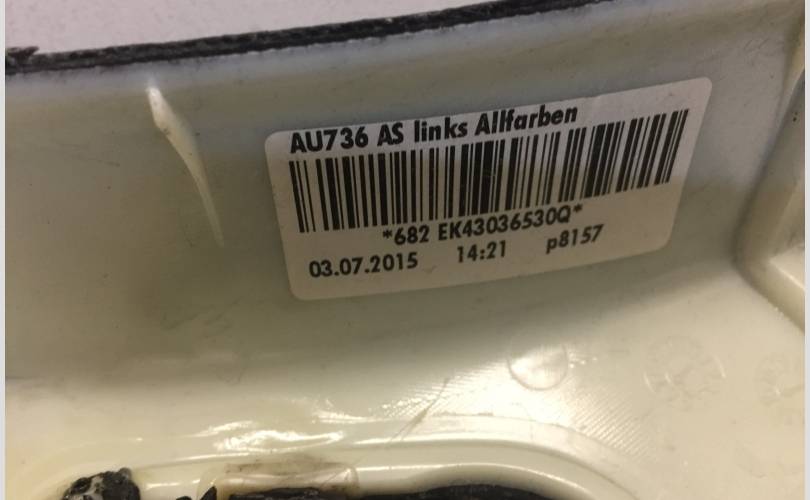 AU736 AS links Allfarben
*682 EK43036530Q*
03.07.2015 14:21 p8157